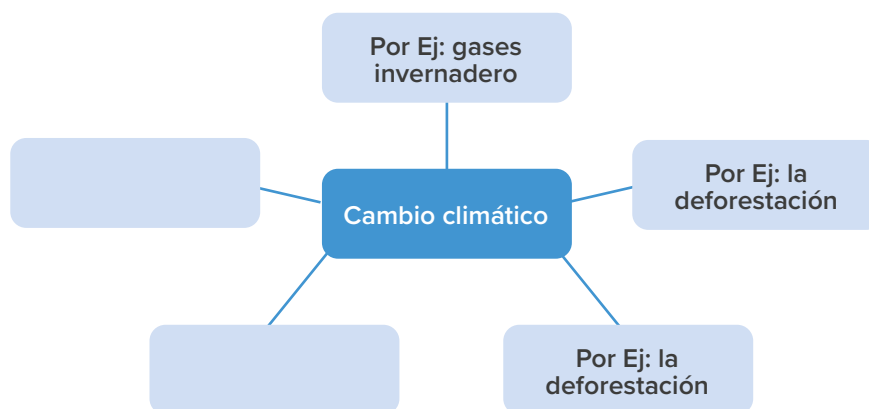 Por Ej: gases
invernadero
Por Ej: la
deforestación
Cambio climático
Por Ej: la
deforestación